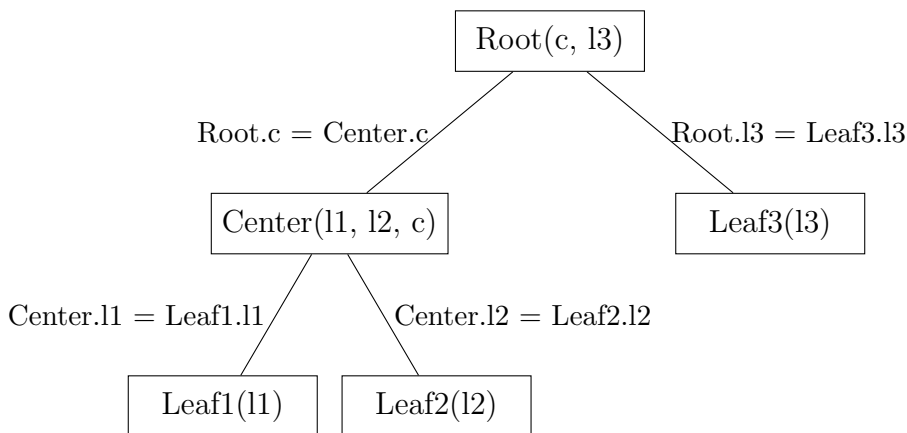 Root(c, l3)
Root.c = Center.c
Root.l3 = Leaf3.l3
Center(l1, l2, c)
Leaf3(l3)
Center.l1 = Leaf1.l1
Center.l2 = Leaf2.l2
Leaf1(l1)
Leaf2(l2)